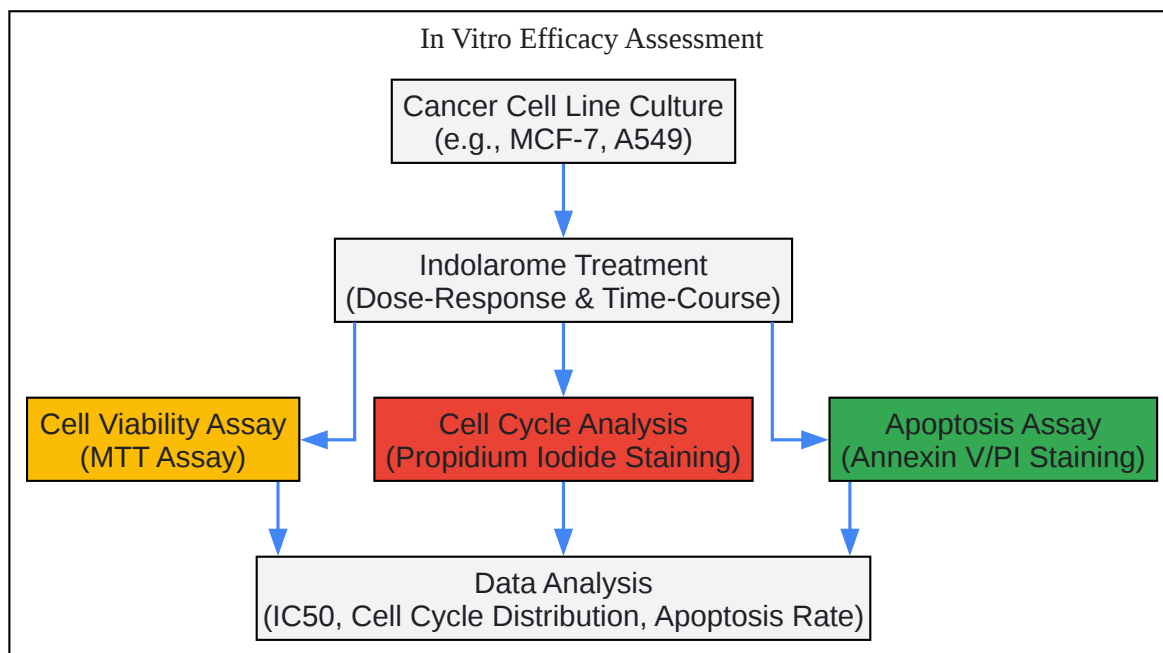 In Vitro Efficacy Assessment
Cancer Cell Line Culture
(e.g., MCF-7, A549)
Indolarome Treatment
(Dose-Response & Time-Course)
Cell Viability Assay
(MTT Assay)
Cell Cycle Analysis
(Propidium Iodide Staining)
Apoptosis Assay
(Annexin V/PI Staining)
Data Analysis
(IC50, Cell Cycle Distribution, Apoptosis Rate)